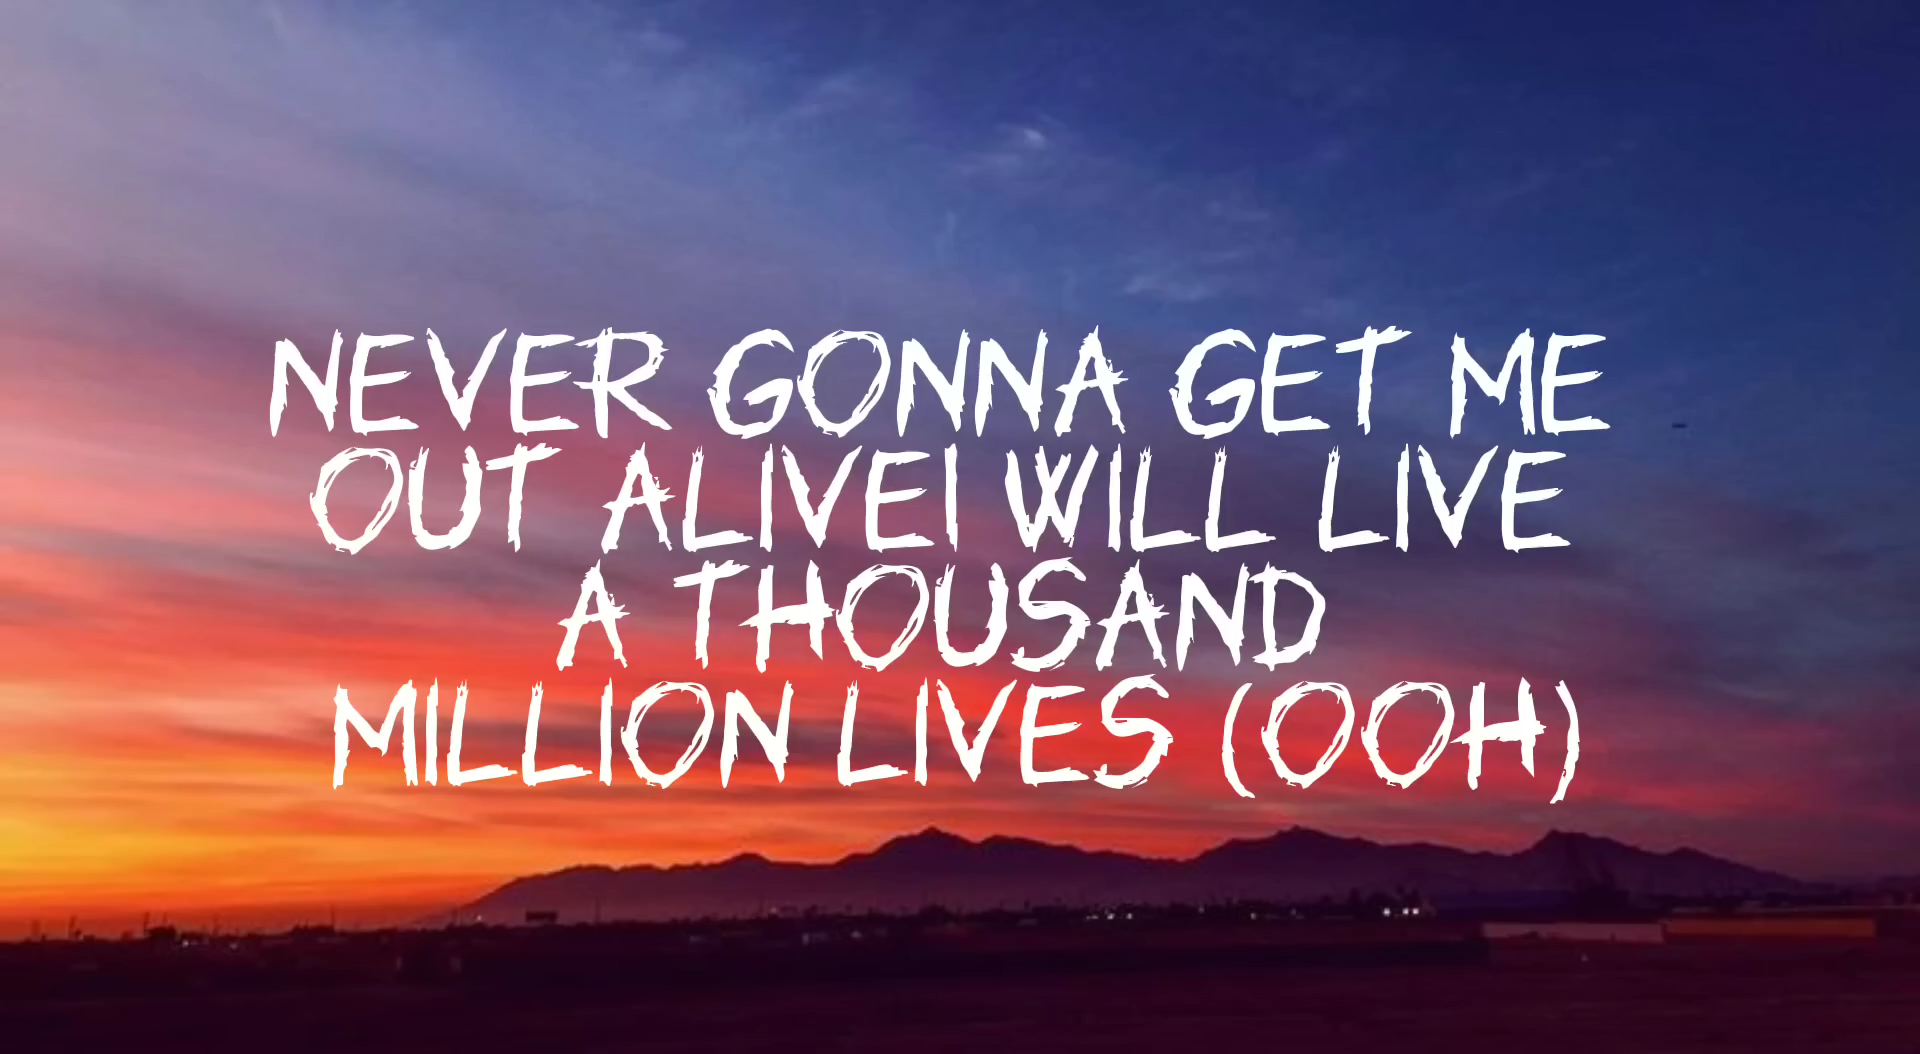 NEVER GONNA GET ME
OUT ALIVEI WILL LIVE
A THOUSAND
MILLION LIVES (OOH)